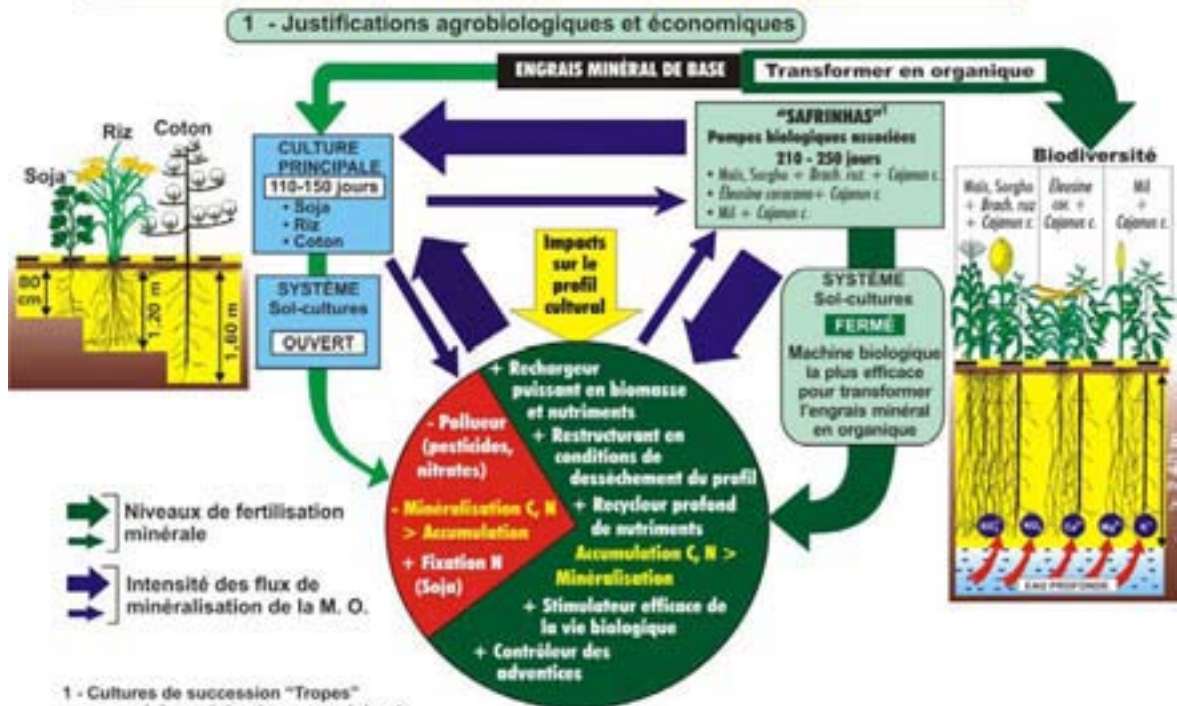 1 - Justifications agrobiologiques et économiques
ENGRAIS MINÉRAL DE BASE
Transformer en organique
Soja
Riz
Coton
80 cm.
1,20 m
1,60 m
CULTURE
PRINCIPALE
110-150 jours
• Soja
• Riz
• Coton
SYSTÈME
Sol-cultures
OUVERT
"SAFRINHAS"1
Pompes biologiques associées
210 - 250 jours
• Maïs, Sorgho + Brach. ruz + Cajanus c.
• Eleusine coracana + Cajanus c.
• Mil + Cajanus c.
Impacts
sur le
profil
cultural
SYSTÈME
Sol-cultures
FERMÉ
Machine biologique
la plus efficace
pour transformer
l'engrais minéral
en organique
Biodiversité
Maïs, Sorgho
+ Brach. ruz
+ Cajanus c.
Eleusine
cor. +
Cajanus c.
Mil
+
Cajanus c.
Ca++
Mg++
K+
EAU PROFONDE
- Pollueur
(pesticides,
nitrates)
- Minéralisation C, N
> Accumulation
+ Fixation N
(Soja)
+ Rechargeur
puissant en biomasse
et nutriments
+ Restructurant en
conditions de
dessèchement du profil
+ Recycleur profond
de nutriments
Accumulation C, N >
Minéralisation
+ Stimulateur efficace de
la vie biologique
+ Contrôleur des
adventices
Niveaux de fertilisation
minérale
Intensité des flux de
minéralisation de la M. O.
1 - Cultures de succession "Tropes"